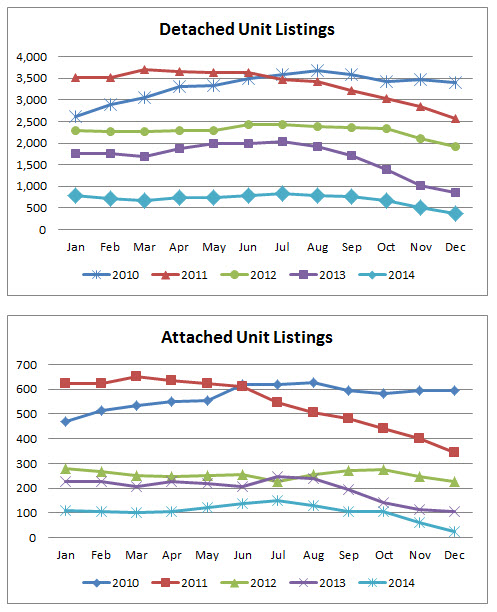 Detached Unit Listings
4,000
3,500
3,000
2,500
2,000
1,500
1,000
500
0
Jan Feb Mar Apr May Jun Jul Aug Sep Oct Nov Dec
2010 2011 2012 2013 2014
Attached Unit Listings
700
600
500
400
300
200
100
0
Jan Feb Mar Apr May Jun Jul Aug Sep Oct Nov Dec
2010 2011 2012 2013 2014